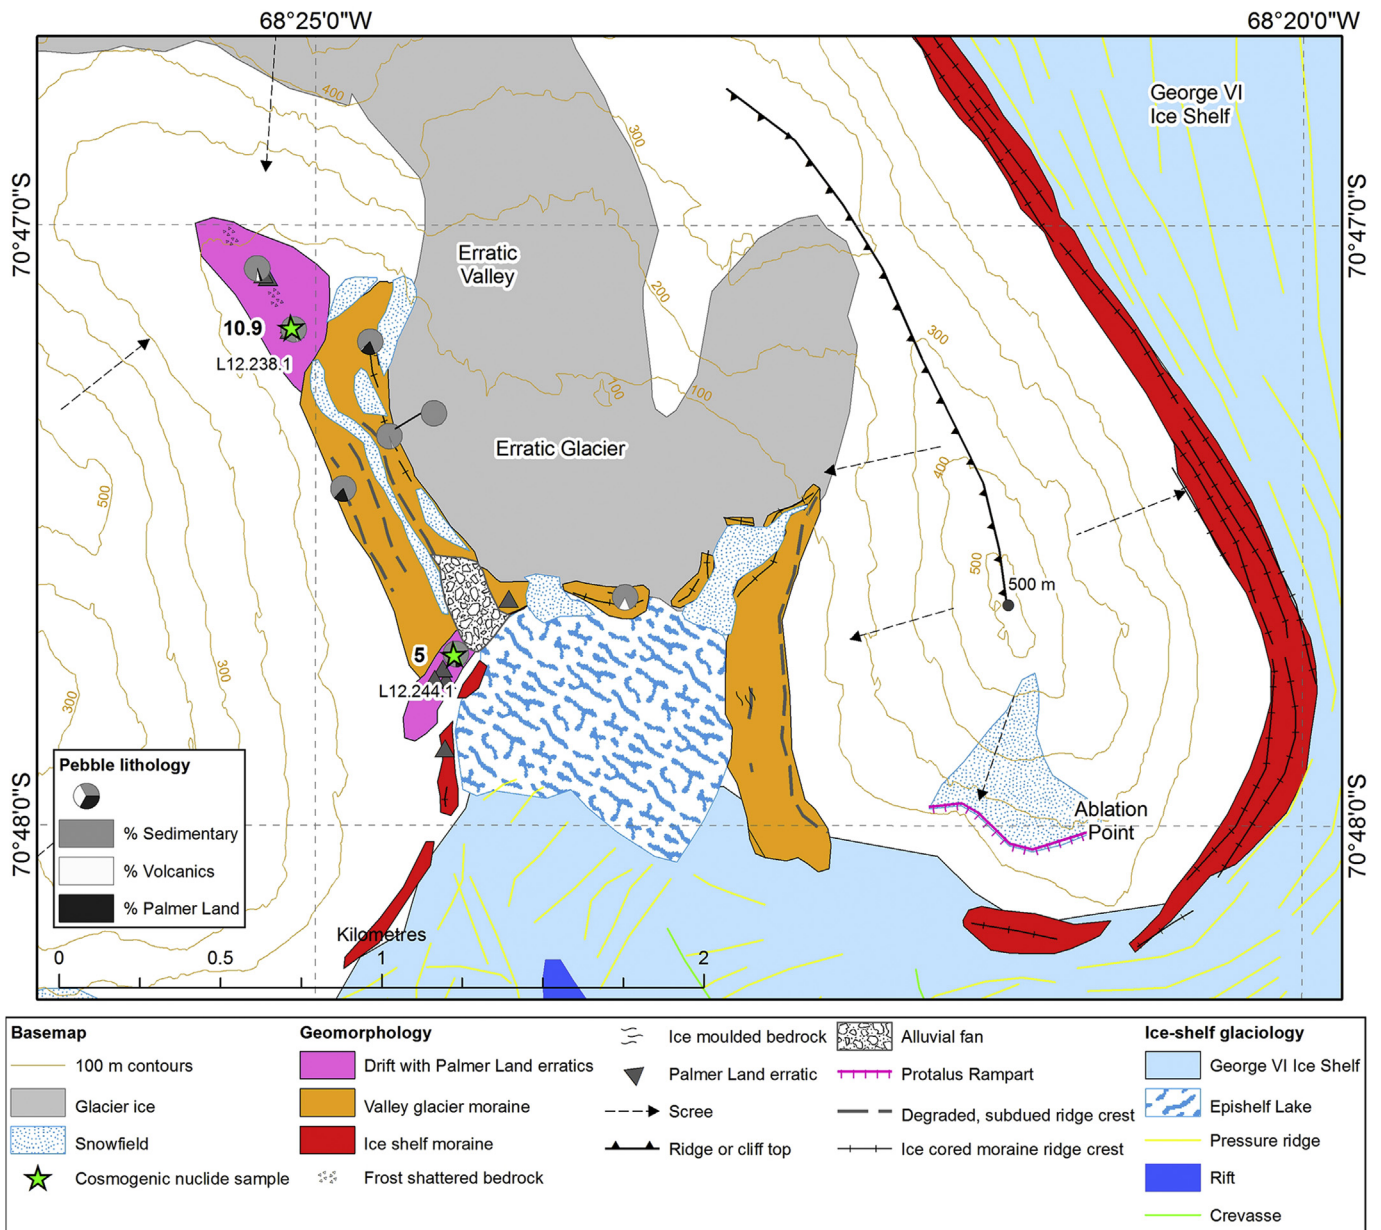 68°25'0"W
68°20'0"W
George VI
Ice Shelf
400
300
70°47'0"S
70°47'0"S
Erratic
Valley
200
10.9
L12.238.1
300
100
100
Erratic Glacier
400
500
500
500 m
5
300
L12.244.1
300
Pebble lithology
% Sedimentary
% Volcanics
% Palmer Land
70°48'0"S
70°48'0"S
Ablation
Point
Kilometres
0
0.5
1
2
Basemap
100 m contours
Glacier ice
Snowfield
Cosmogenic nuclide sample
Geomorphology
Drift with Palmer Land erratics
Valley glacier moraine
Ice shelf moraine
Frost shattered bedrock
Ice moulded bedrock
Palmer Land erratic
Scree
Ridge or cliff top
Alluvial fan
Protalus Rampart
Degraded, subdued ridge crest
Ice cored moraine ridge crest
Ice-shelf glaciology
George VI Ice Shelf
Epishelf Lake
Pressure ridge
Rift
Crevasse